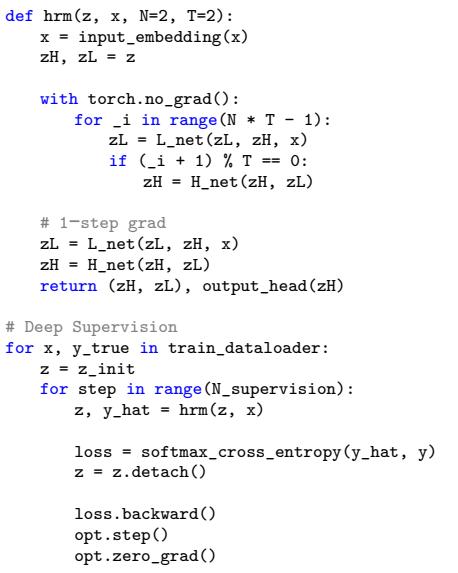 def hrm(z, x, N=2, T=2):
    x = input_embedding(x)
    zH, zL = z

    with torch.no_grad():
        for _i in range(N * T - 1):
            zL = L_net(zL, zH, x)
            if (_i + 1) % T == 0:
                zH = H_net(zH, zL)

    # 1-step grad
    zL = L_net(zL, zH, x)
    zH = H_net(zH, zL)
    return (zH, zL), output_head(zH)

# Deep Supervision
for x, y_true in train_dataloader:
    z = z_init
    for step in range(N_supervision):
        z, y_hat = hrm(z, x)

        loss = softmax_cross_entropy(y_hat, y)
        z = z.detach()

        loss.backward()
        opt.step()
        opt.zero_grad()